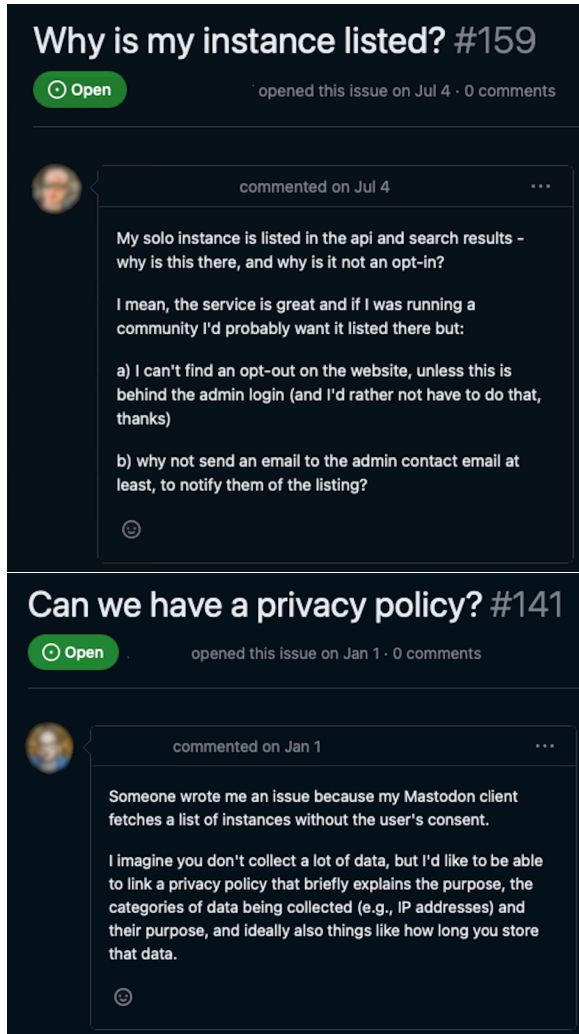 Why is my instance listed? #159
Open opened this issue on Jul 4 · 0 comments
commented on Jul 4 ...
My solo instance is listed in the api and search results -
why is this there, and why is it not an opt-in?
I mean, the service is great and if I was running a
community I'd probably want it listed there but:
a) I can't find an opt-out on the website, unless this is
behind the admin login (and I'd rather not have to do that,
thanks)
b) why not send an email to the admin contact email at
least, to notify them of the listing?
Can we have a privacy policy? #141
Open opened this issue on Jan 1 · 0 comments
commented on Jan 1 ...
Someone wrote me an issue because my Mastodon client
fetches a list of instances without the user's consent.
I imagine you don't collect a lot of data, but I'd like to be able
to link a privacy policy that briefly explains the purpose, the
categories of data being collected (e.g., IP addresses) and
their purpose, and ideally also things like how long you store
that data.